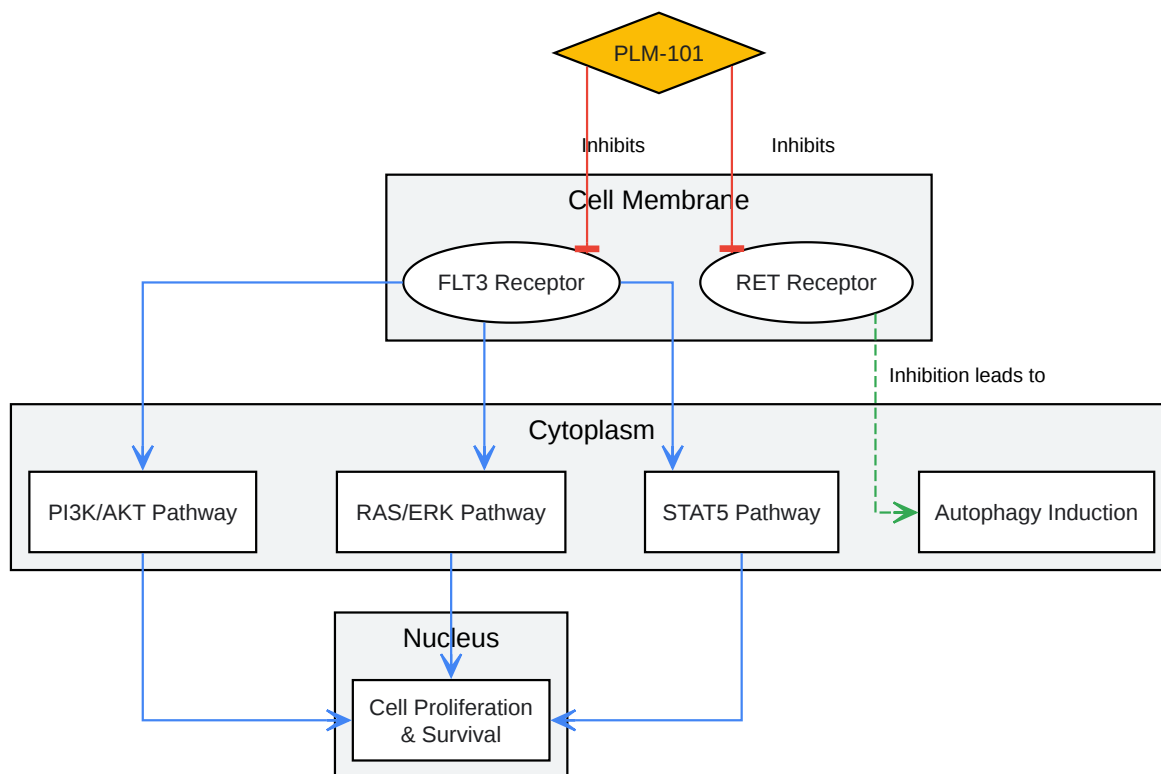 PLM-101
Inhibits
Inhibits
Cell Membrane
FLT3 Receptor
RET Receptor
Inhibition leads to
Cytoplasm
PI3K/AKT Pathway
RAS/ERK Pathway
STAT5 Pathway
Autophagy Induction
Nucleus
Cell Proliferation
& Survival